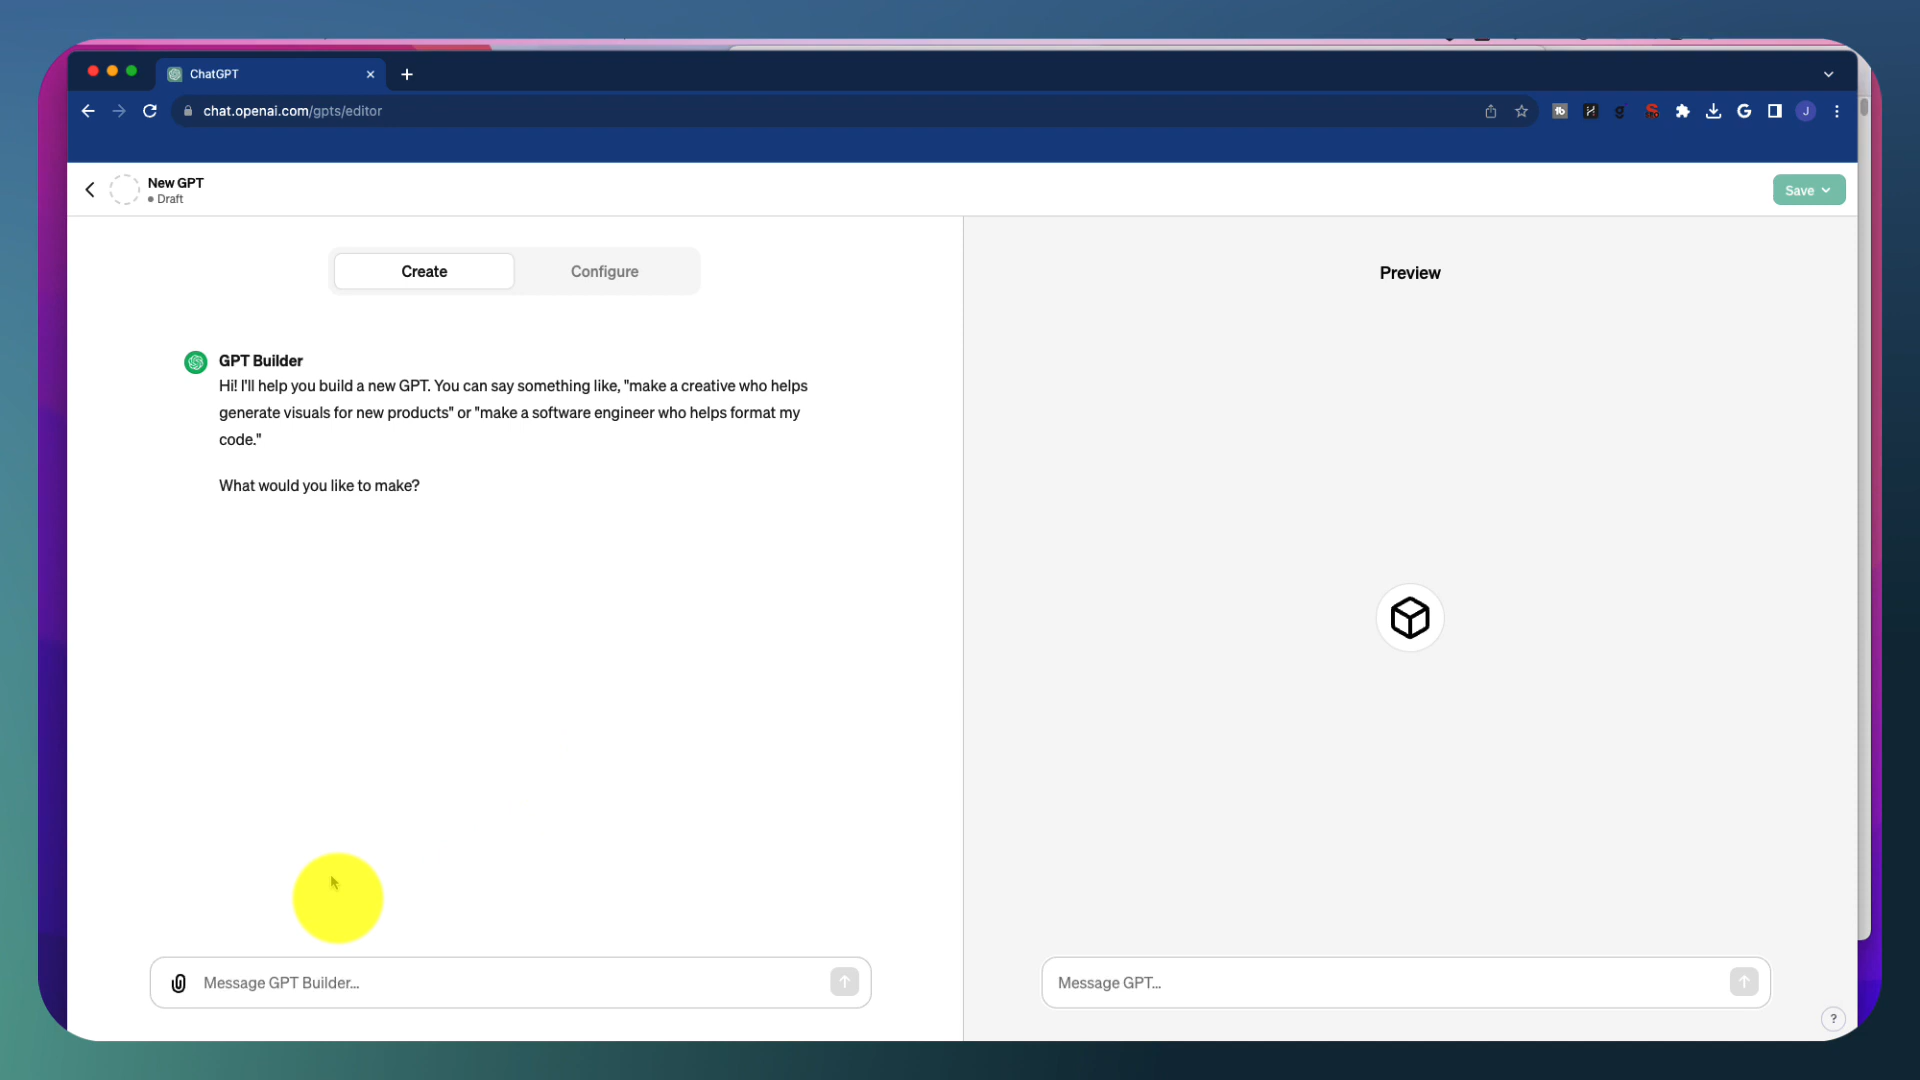 ChatGPT
chat.openai.com/gpts/editor
New GPT
Draft
Save
Create
Configure
Preview
GPT Builder
Hi! I'll help you build a new GPT. You can say something like, "make a creative who helps
generate visuals for new products" or "make a software engineer who helps format my
code."
What would you like to make?
Message GPT Builder...
Message GPT...
?